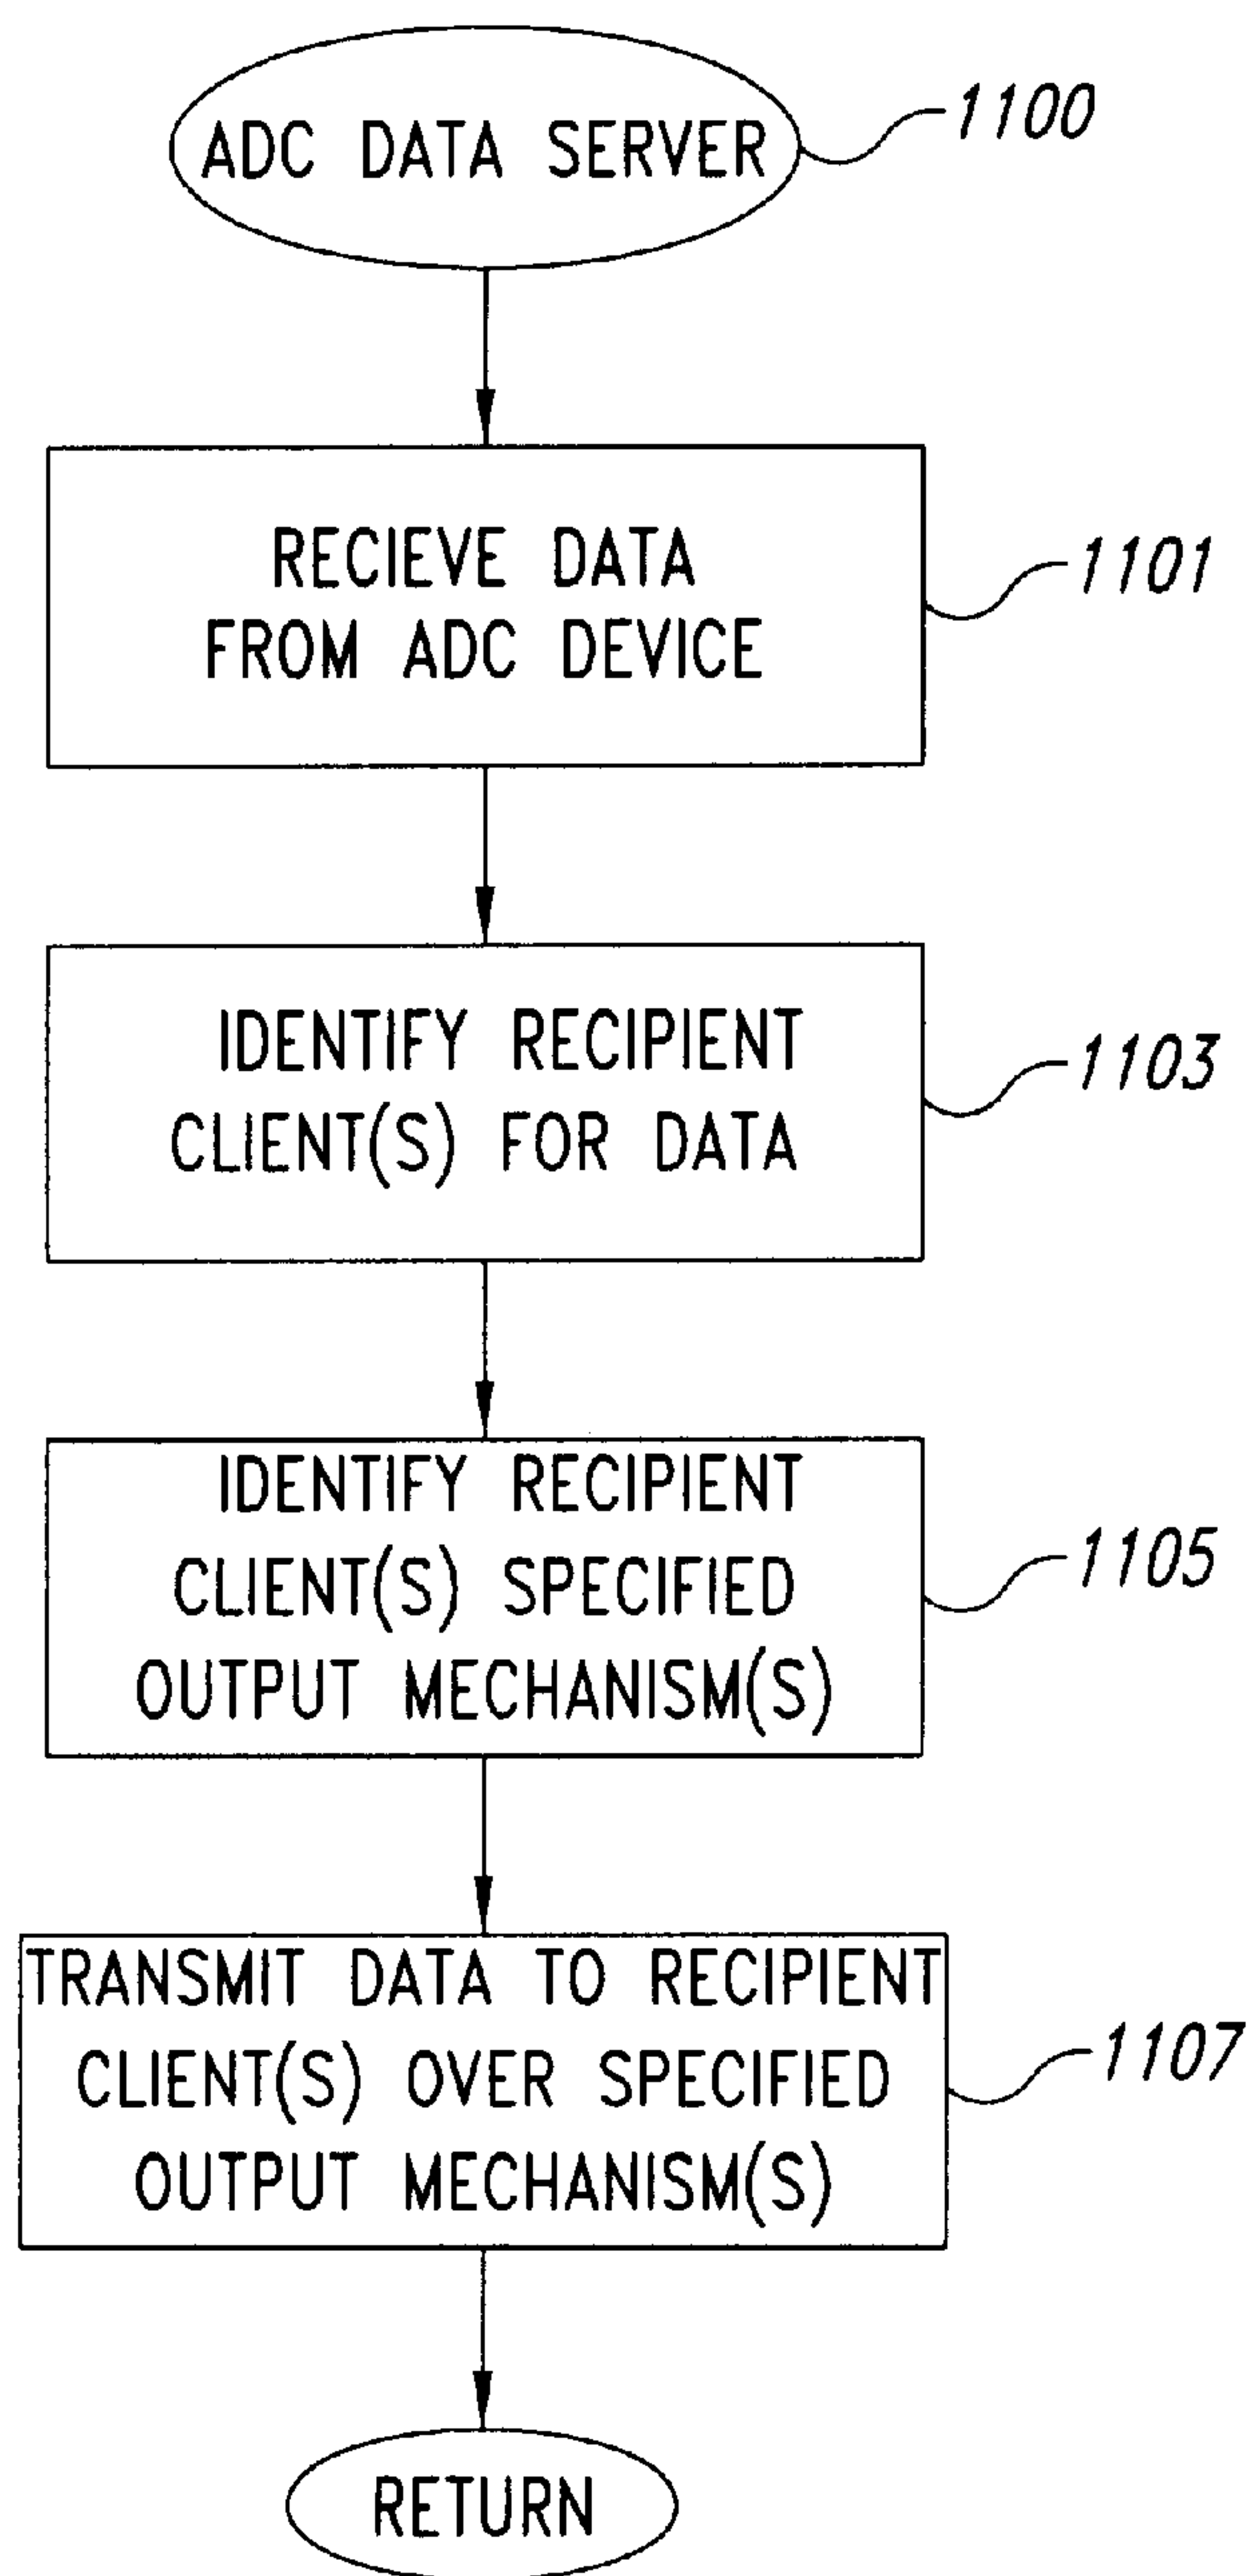 ADC DATA SERVER
1100
RECIEVE DATA
FROM ADC DEVICE
1101
IDENTIFY RECIPIENT
CLIENT(S) FOR DATA
1103
IDENTIFY RECIPIENT
CLIENT(S) SPECIFIED
OUTPUT MECHANISM(S)
1105
TRANSMIT DATA TO RECIPIENT
CLIENT(S) OVER SPECIFIED
OUTPUT MECHANISM(S)
1107
RETURN